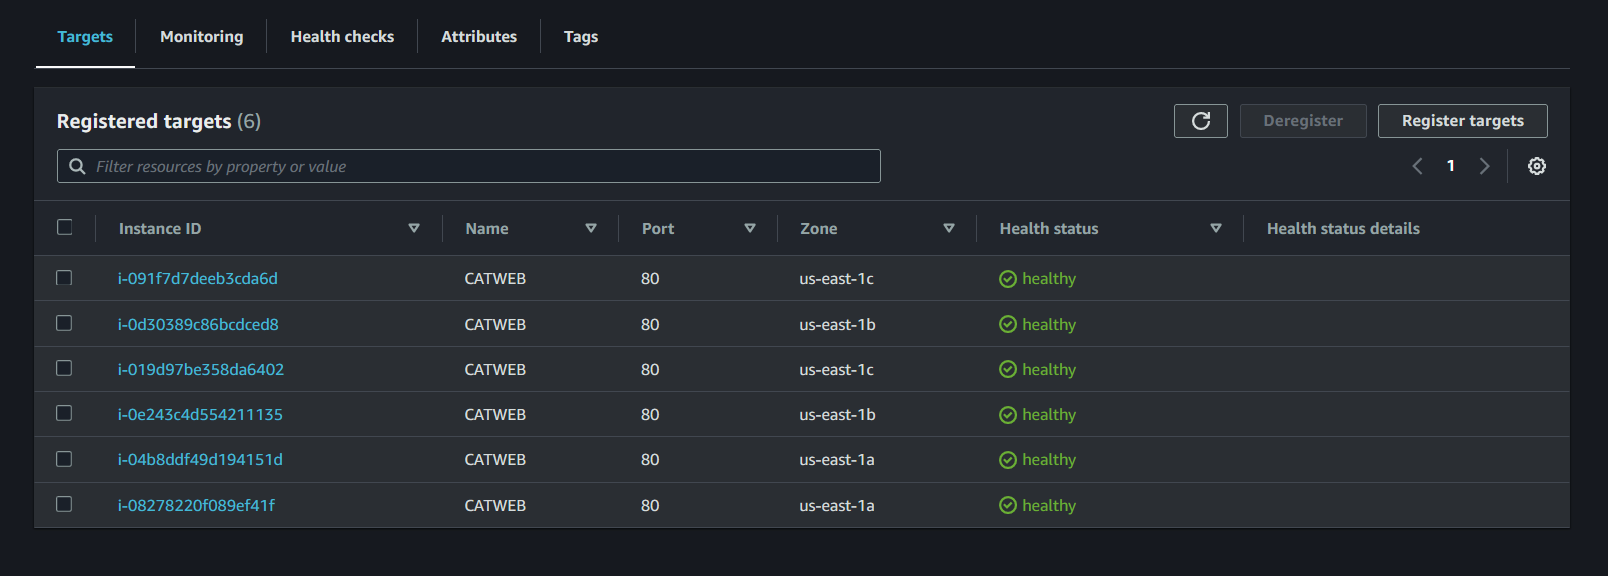 Targets Monitoring Health checks Attributes Tags
Registered targets (6) Deregister Register targets
Filter resources by property or value 1
Instance ID Name Port Zone Health status Health status details
i-091f7d7deeb3cda6d CATWEB 80 us-east-1c healthy
i-0d30389c86bcdced8 CATWEB 80 us-east-1b healthy
i-019d97be358da6402 CATWEB 80 us-east-1c healthy
i-0e243c4d554211135 CATWEB 80 us-east-1b healthy
i-04b8ddf49d194151d CATWEB 80 us-east-1a healthy
i-08278220f089ef41f CATWEB 80 us-east-1a healthy